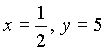 x = 1/2, y = 5